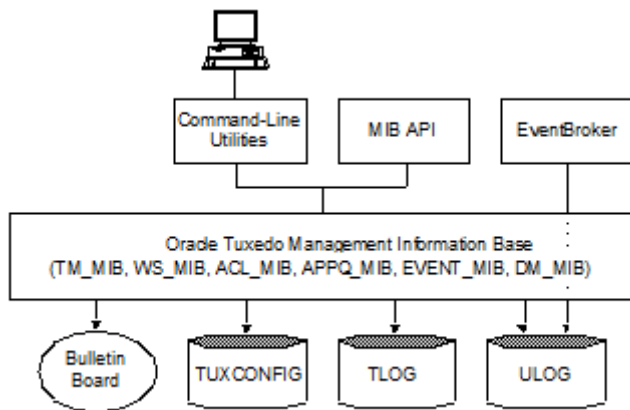 Command-Line
Utilities
MIB API
EventBroker
Oracle Tuxedo Management Information Base
(TM_MIB, WS_MIB, ACL_MIB, APPQ_MIB, EVENT_MIB, DM_MIB)
Bulletin
Board
TUXCONFIG
TLOG
ULOG